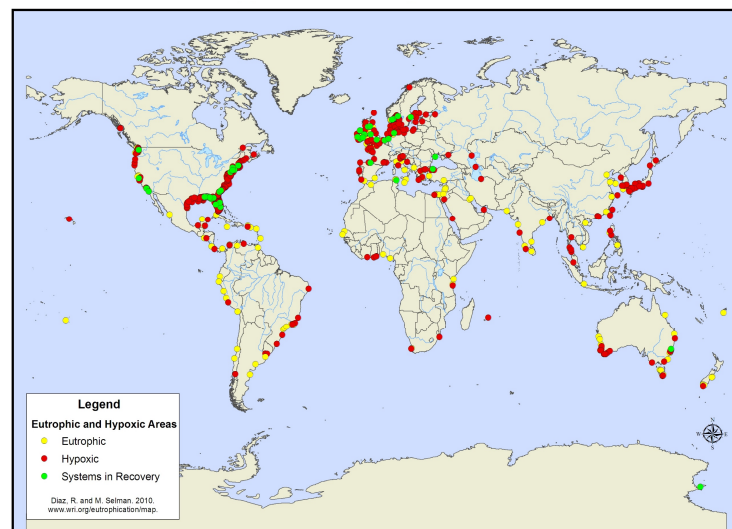 Legend
Eutrophic and Hypoxic Areas
Eutrophic
Hypoxic
Systems in Recovery
Diaz, R. and M. Selman. 2010.
www.wri.org/eutrophication/map.
N
W E
S